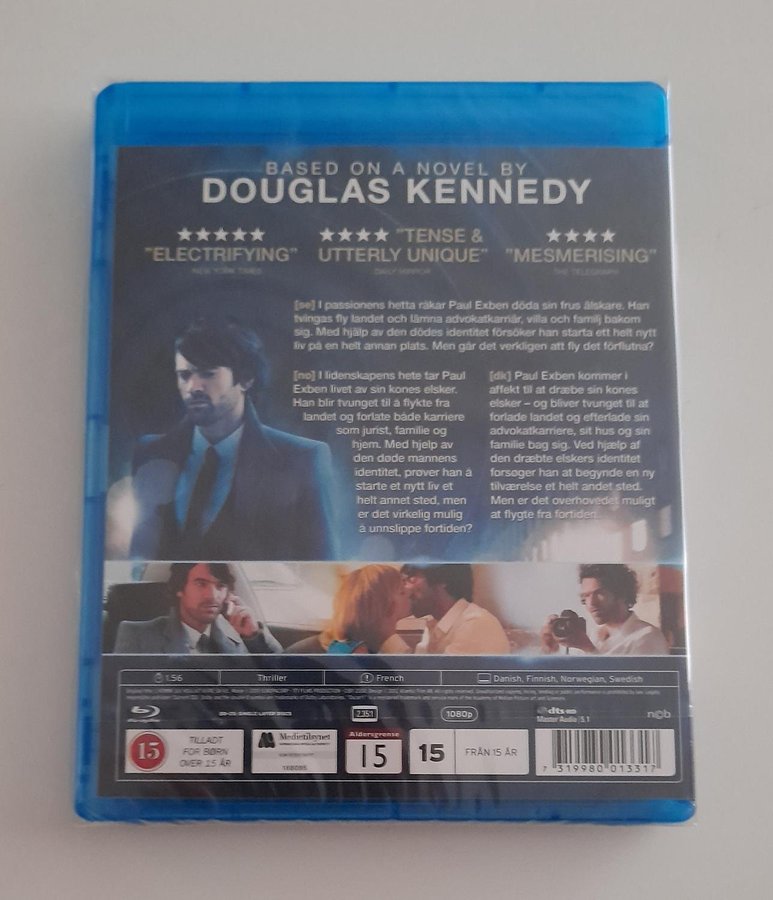 BASED ON A NOVEL BY
DOUGLAS KENNEDY
★★★★★
"ELECTRIFYING"
NEW YORK TIMES
★★★★ "TENSE &
UTTERLY UNIQUE"
DAILY MIRROR
★★★★
"MESMERISING"
THE TELEGRAPH
[se] I passionens hetta råkar Paul Exben döda sin frus älskare. Han
tvingas fly landet och lämna advokatkarriär, villa och familj bakom
sig. Med hjälp av den dödes identitet försöker han starta ett helt nytt
liv på en helt annan plats. Men går det verkligen att fly det förflutna?
[no] I lidenskapens hete tar Paul
Exben livet av sin kones elsker.
Han blir tvunget til å flykte fra
landet og forlate både karriere
som jurist, familie og
hjem. Med hjelp av
den døde mannens
identitet, prøver han å
starte et nytt liv et
helt annet sted, men
er det virkelig mulig
å unnslippe fortiden?
[dk] Paul Exben kommer i
affekt til at dræbe sin kones
elsker – og bliver tvunget til at
forlade landet og efterlade sin
advokatkarriere, sit hus og sin
familie bag sig. Ved hjælp af
den dræbte elskers identitet
forsøger han at begynde en ny
tilværelse et helt andet sted.
Men er det overhovedet muligt
at flygte fra fortiden.
1.56
Thriller
French
Danish, Finnish, Norwegian, Swedish
Blu-ray Disc
2.35:1
1080p
dts-HD
Master Audio 5.1
n©b
15
TILLADT
FOR BØRN
OVER 15 ÅR
Medietilsynet
Aldersgrense
15
15
FRÅN 15 ÅR
7 319980 013317